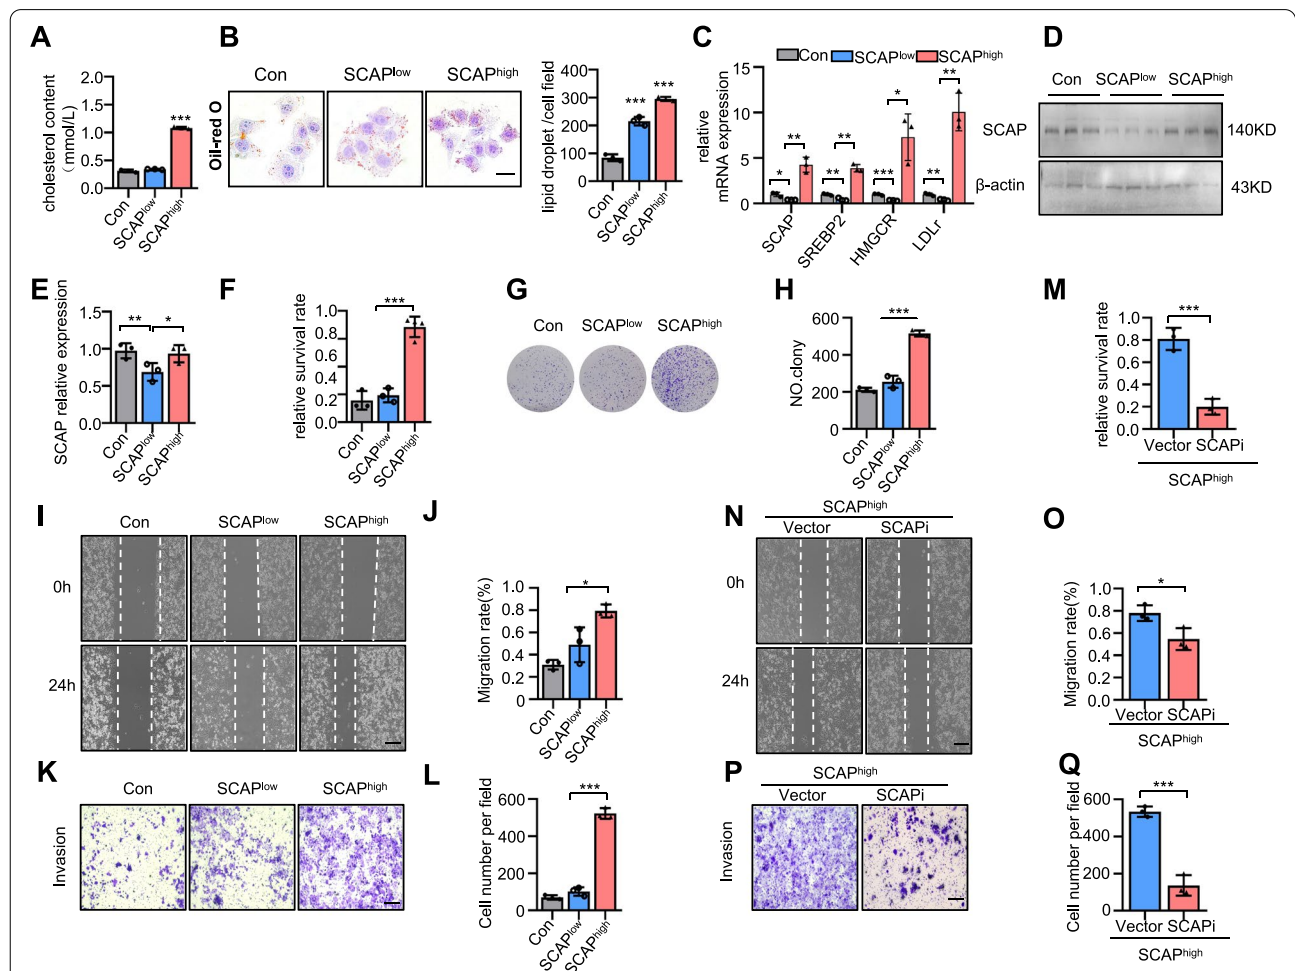 A
cholesterol content
(mmol/L)
2.0
1.5
1.0
0.5
0.0
***
Con
SCAPlow
SCAPhigh
B
Con
SCAPlow
SCAPhigh
Oil-red O
lipid droplet /cell field
400
300
200
100
0
***
***
Con
SCAPlow
SCAPhigh
C
Con
SCAPlow
SCAPhigh
relative
mRNA expression
15
10
5
0
*
**
**
**
***
*
**
**
SCAP
SREBP2
HMGCR
LDLr
D
Con
SCAPlow
SCAPhigh
SCAP
140KD
β-actin
43KD
E
SCAP relative expression
1.5
1.0
0.5
0.0
**
*
Con
SCAPlow
SCAPhigh
F
relative survival rate
1.0
0.8
0.6
0.4
0.2
0.0
***
Con
SCAPlow
SCAPhigh
G
Con
SCAPlow
SCAPhigh
H
NO.clony
600
400
200
0
***
Con
SCAPlow
SCAPhigh
M
relative survival rate
1.0
0.8
0.6
0.4
0.2
0.0
***
Vector SCAPi
SCAPhigh
I
Con
SCAPlow
SCAPhigh
0h
24h
J
Migration rate(%)
1.0
0.8
0.6
0.4
0.2
0
*
Con
SCAPlow
SCAPhigh
N
SCAPhigh
Vector
SCAPi
0h
24h
O
Migration rate(%)
1.0
0.8
0.6
0.4
0.2
0
*
Vector SCAPi
SCAPhigh
K
Con
SCAPlow
SCAPhigh
Invasion
L
Cell number per field
600
400
200
0
***
Con
SCAPlow
SCAPhigh
P
SCAPhigh
Vector
SCAPi
Invasion
Q
Cell number per field
600
400
200
0
***
Vector SCAPi
SCAPhigh